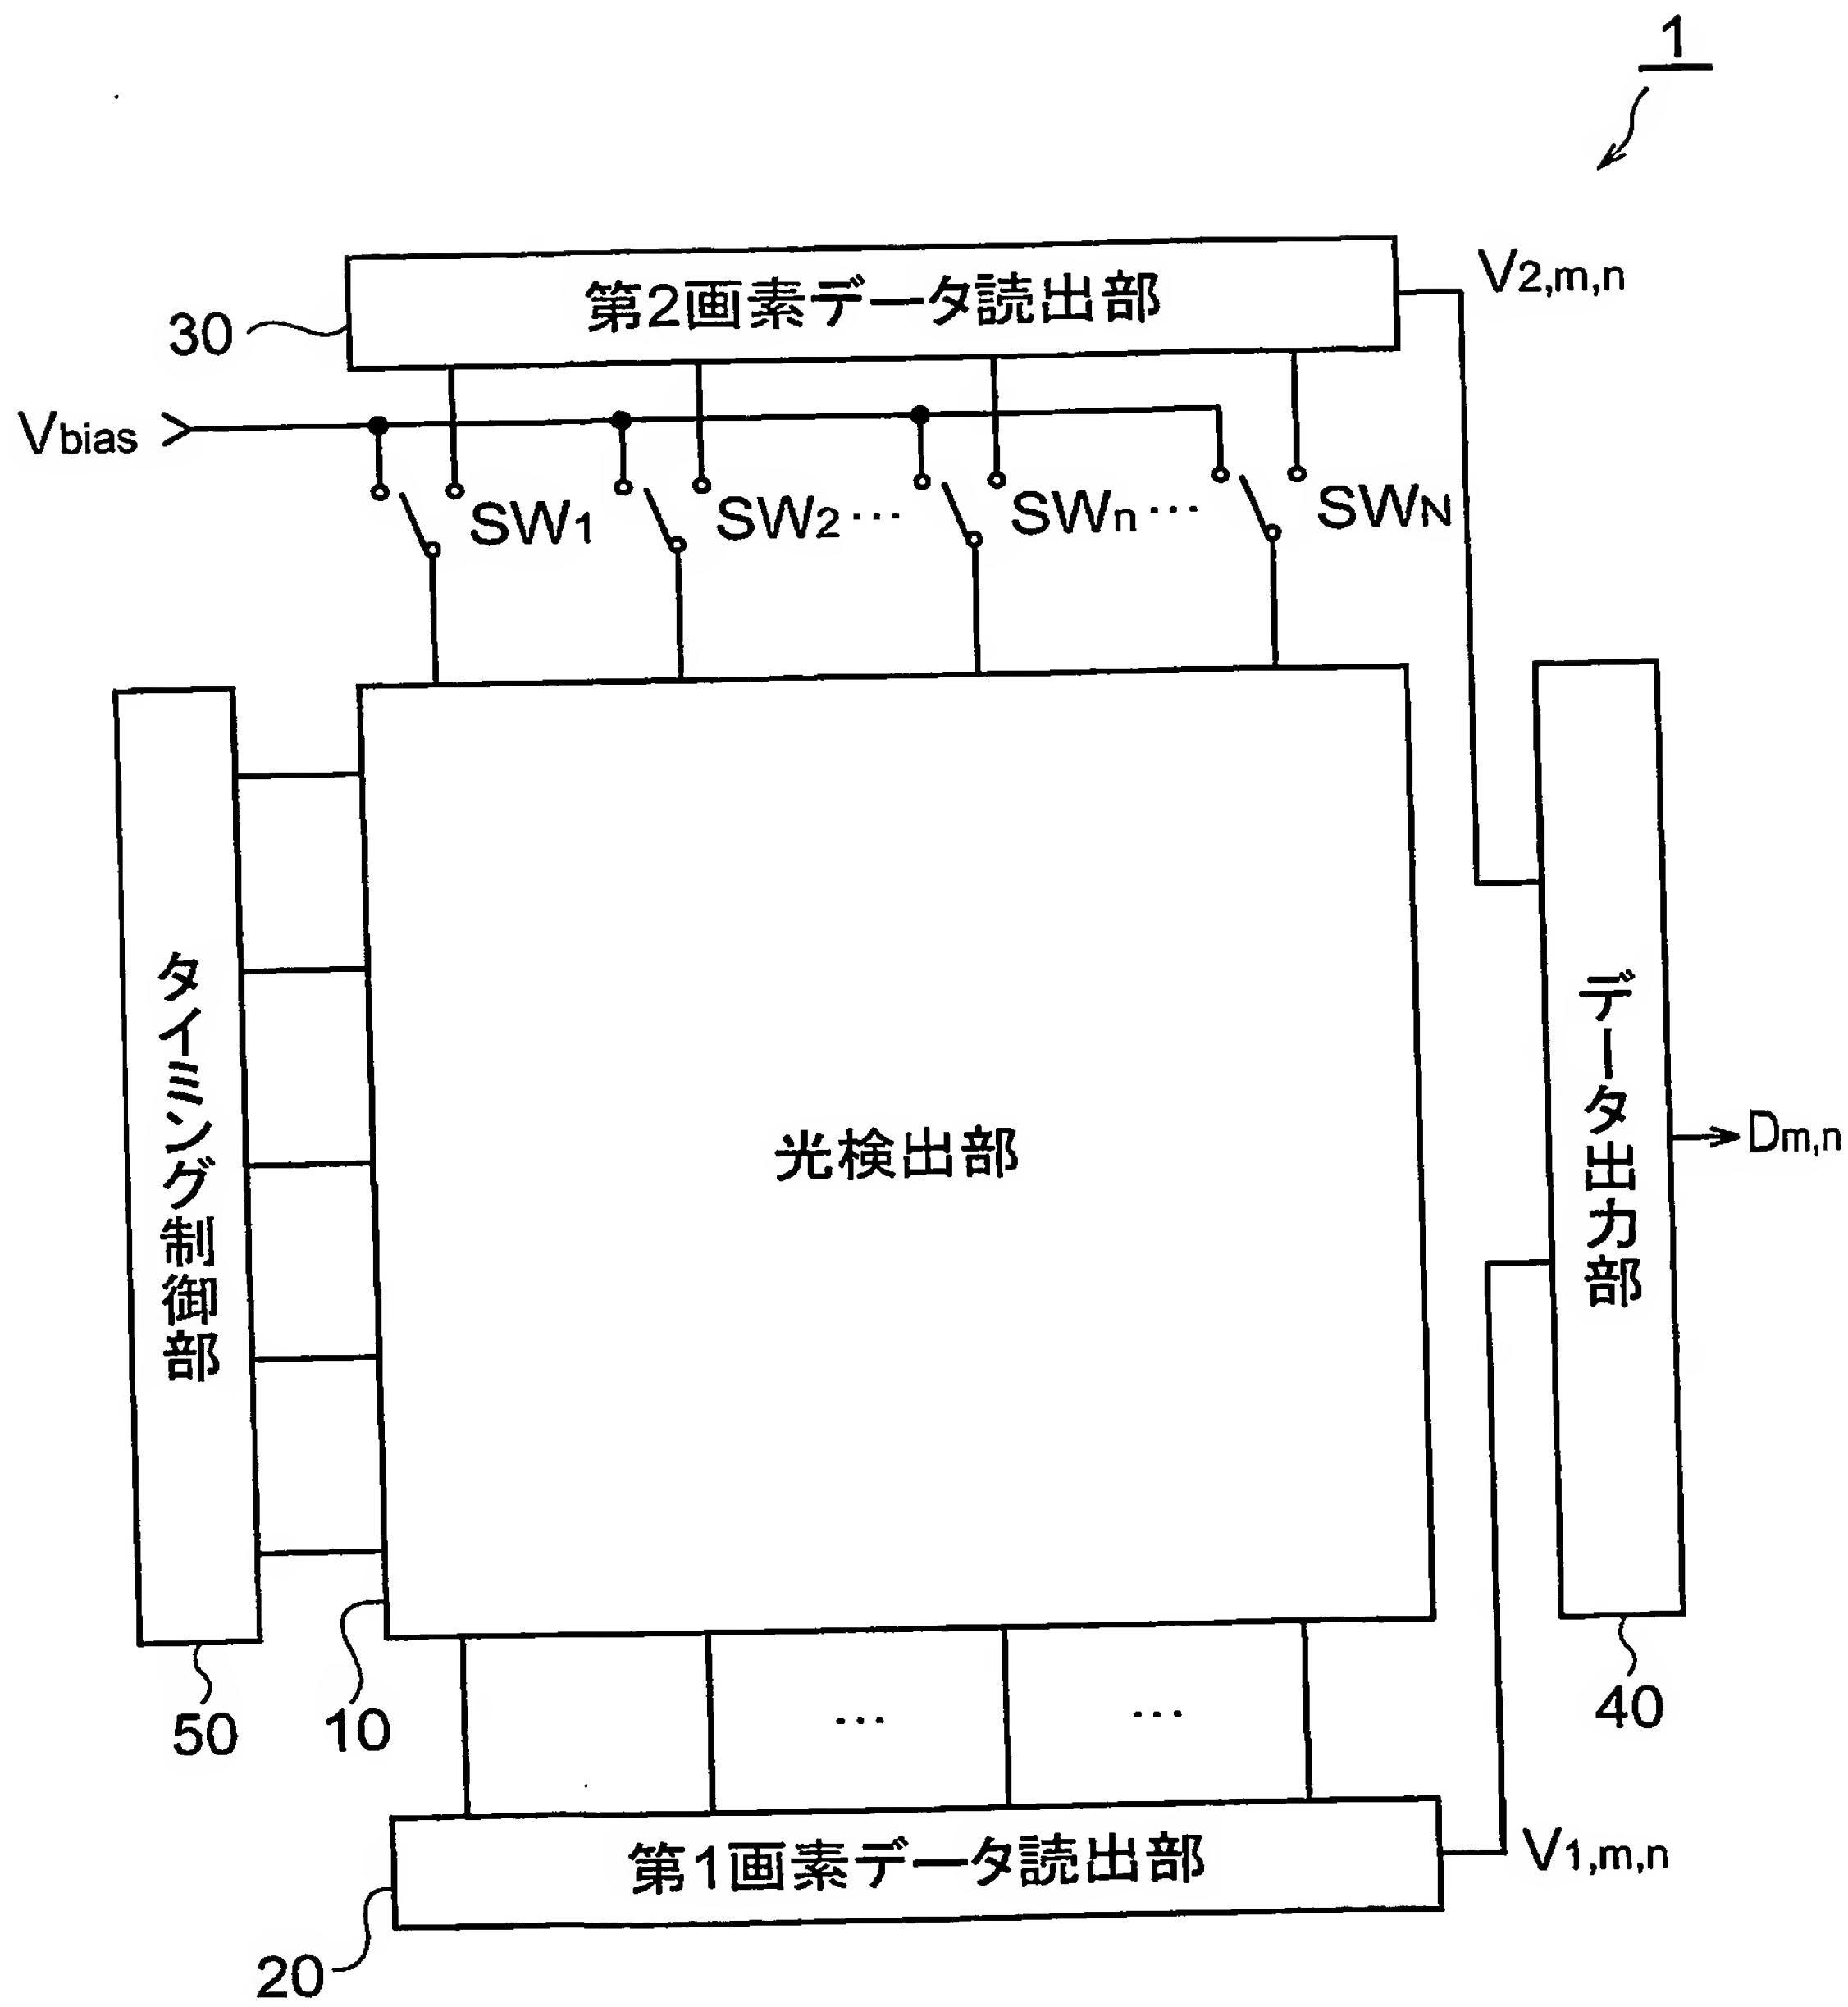 1
第2画素データ読出部
V2,m,n
30
Vbias
SW1 SW2 … SWn … SWN
タイミング制御部
光検出部
データ出力部
Dm,n
50
10
… …
40
第1画素データ読出部
V1,m,n
20